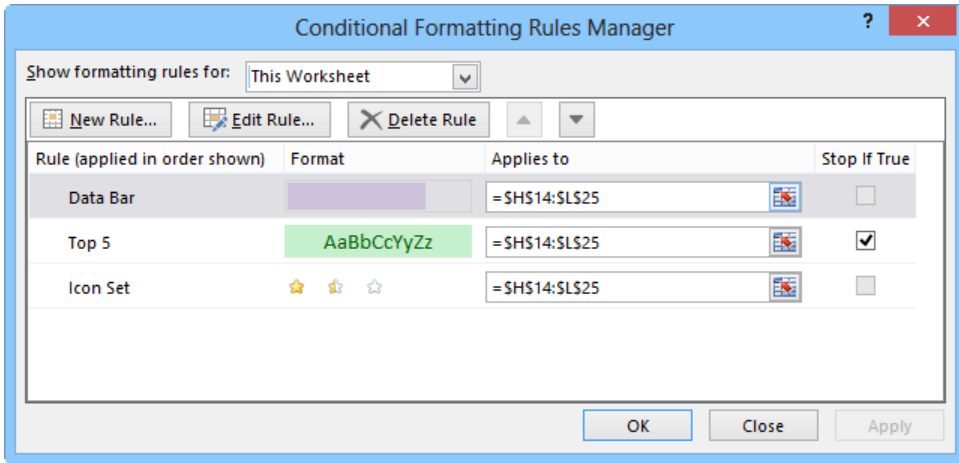 Conditional Formatting Rules Manager ?
Show formatting rules for: This Worksheet
New Rule... Edit Rule... Delete Rule
Rule (applied in order shown) Format Applies to Stop If True
Data Bar =$H$14:$L$25
Top 5 AaBbCcYyZz =$H$14:$L$25
Icon Set =$H$14:$L$25
OK Close Apply